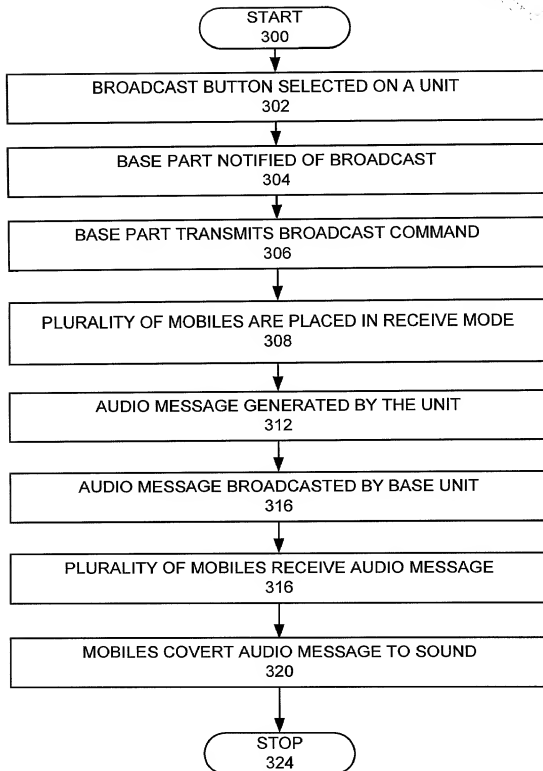 START
300
BROADCAST BUTTON SELECTED ON A UNIT
302
BASE PART NOTIFIED OF BROADCAST
304
BASE PART TRANSMITS BROADCAST COMMAND
306
PLURALITY OF MOBILES ARE PLACED IN RECEIVE MODE
308
AUDIO MESSAGE GENERATED BY THE UNIT
312
AUDIO MESSAGE BROADCASTED BY BASE UNIT
316
PLURALITY OF MOBILES RECEIVE AUDIO MESSAGE
316
MOBILES COVERT AUDIO MESSAGE TO SOUND
320
STOP
324